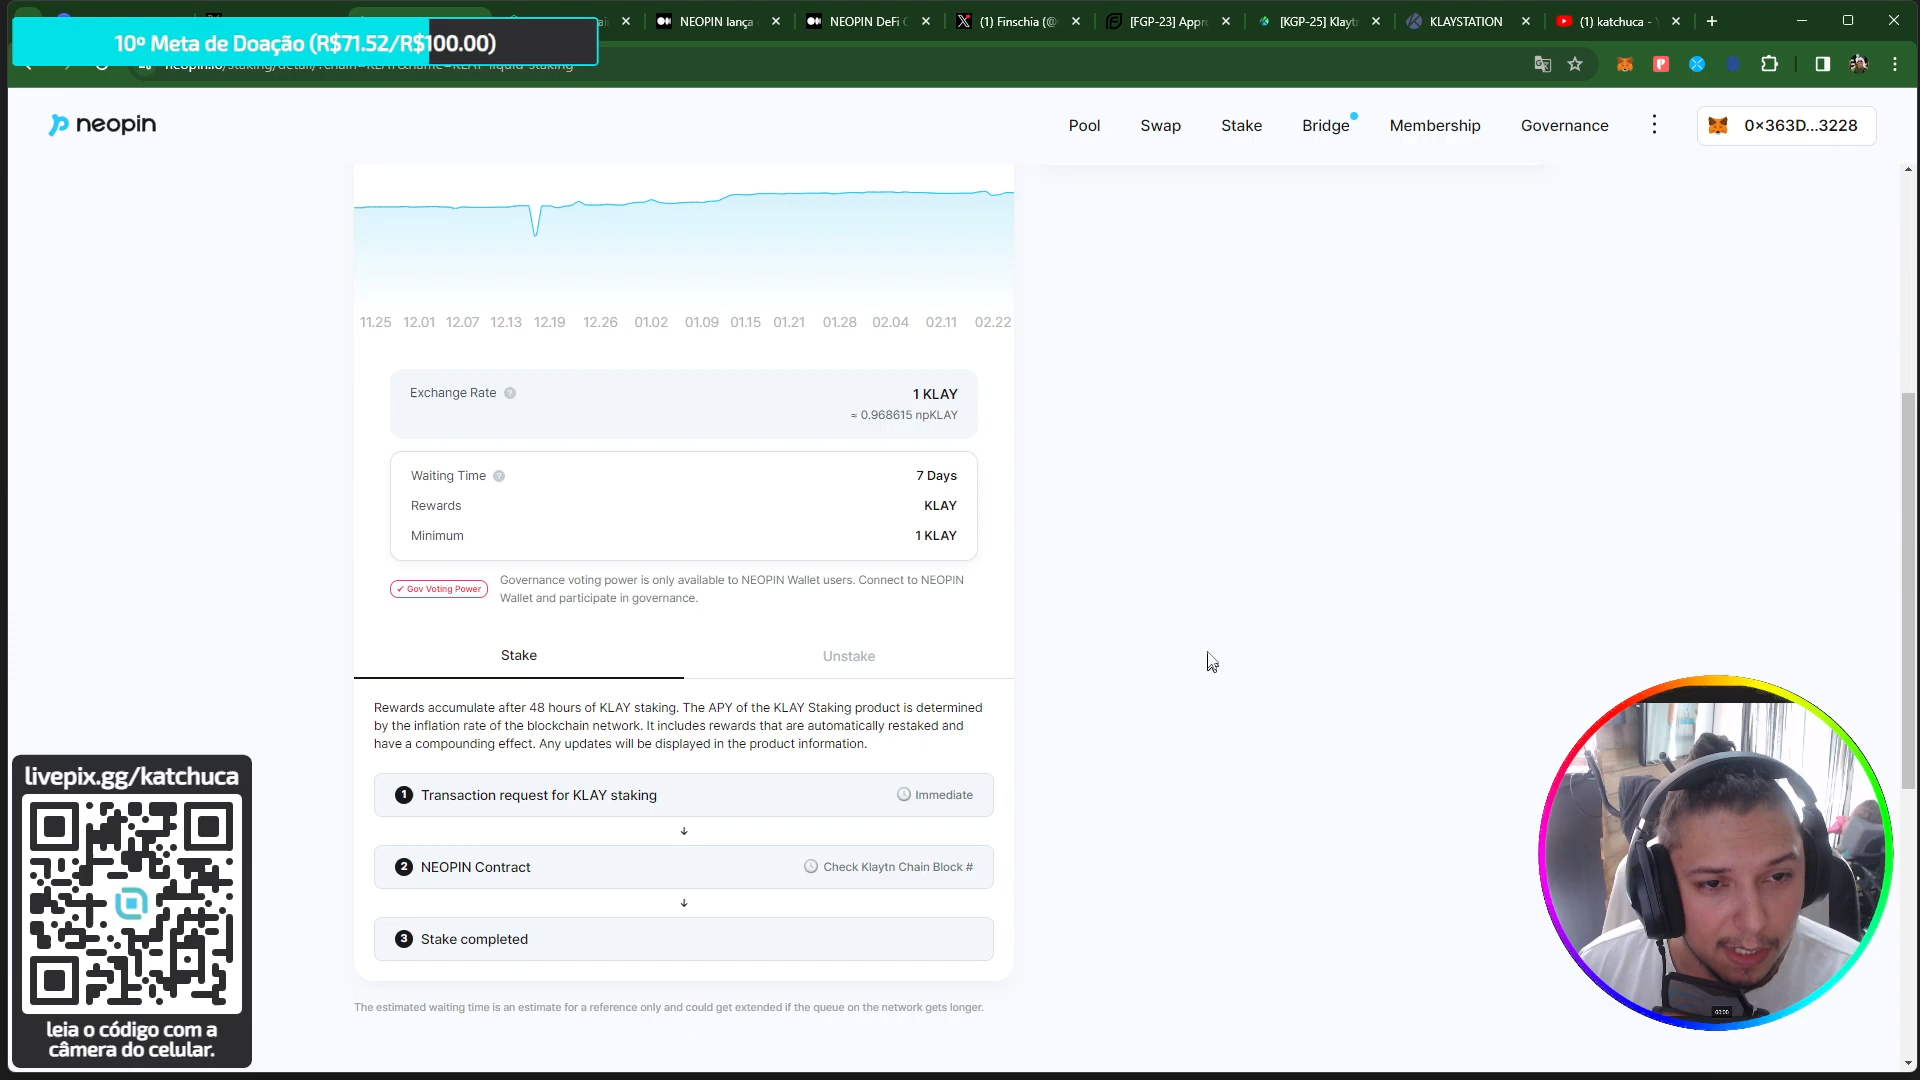 10º Meta de Doação (R$71.52/R$100.00)
NEOPIN lança
NEOPIN DeFi
(1) Finschia (@
[FGP-23] Appro
[KGP-25] Klayt
KLAYSTATION
(1) katchuca -
neopin
Pool
Swap
Stake
Bridge
Membership
Governance
0×363D...3228
11.25 12.01 12.07 12.13 12.19 12.26 01.02 01.09 01.15 01.21 01.28 02.04 02.11 02.22
Exchange Rate ?
1 KLAY
≈ 0.968615 npKLAY
Waiting Time ?
7 Days
Rewards
KLAY
Minimum
1 KLAY
✓ Gov Voting Power
Governance voting power is only available to NEOPIN Wallet users. Connect to NEOPIN
Wallet and participate in governance.
Stake
Unstake
Rewards accumulate after 48 hours of KLAY staking. The APY of the KLAY Staking product is determined
by the inflation rate of the blockchain network. It includes rewards that are automatically restaked and
have a compounding effect. Any updates will be displayed in the product information.
1 Transaction request for KLAY staking
Immediate
2 NEOPIN Contract
Check Klaytn Chain Block #
3 Stake completed
The estimated waiting time is an estimate for a reference only and could get extended if the queue on the network gets longer.
livepix.gg/katchuca
leia o código com a
câmera do celular.
00:00